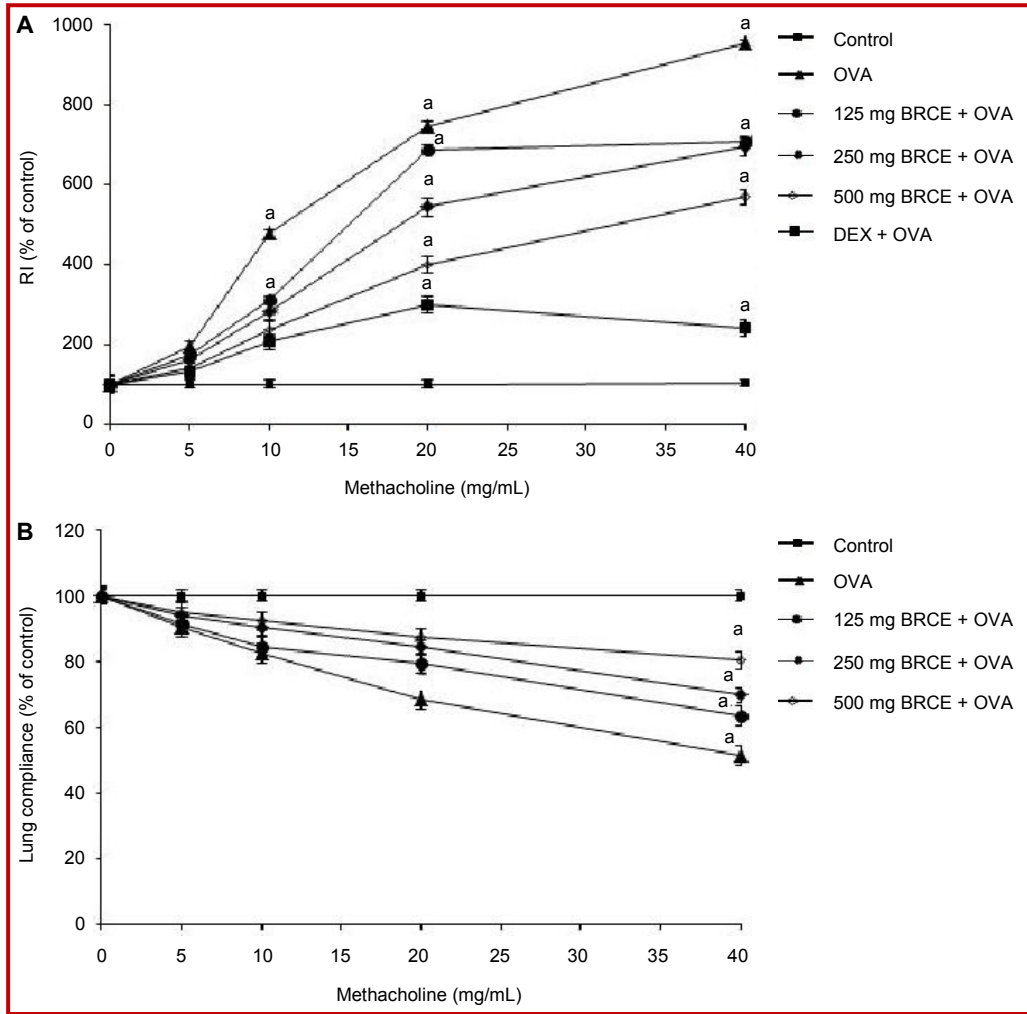 A
1000
800
600
400
200
0
RI (% of control)
a
a
a
a
a
a
a
a
a
a
a
0 5 10 15 20 25 30 35 40
Methacholine (mg/mL)
Control
OVA
125 mg BRCE + OVA
250 mg BRCE + OVA
500 mg BRCE + OVA
DEX + OVA
B
120
100
80
60
40
20
0
Lung compliance (% of control)
a
a
a
a
0 5 10 15 20 25 30 35 40
Methacholine (mg/mL)
Control
OVA
125 mg BRCE + OVA
250 mg BRCE + OVA
500 mg BRCE + OVA